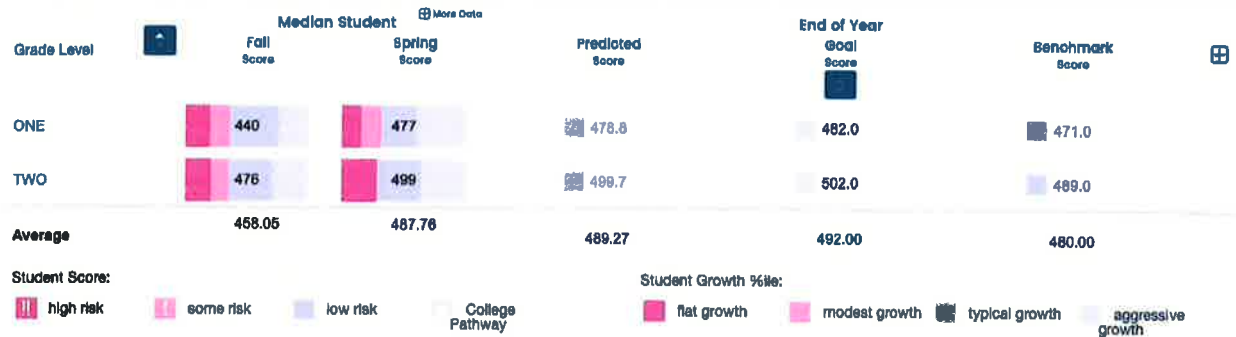 Median Student
More Data
Grade Level
Fall
Score
Spring
Score
Predicted
Score
End of Year
Goal
Score
Benchmark
Score
ONE
440
477
478.8
482.0
471.0
TWO
476
499
499.7
502.0
489.0
Average
458.05
487.76
489.27
492.00
480.00
Student Score:
high risk
some risk
low risk
College
Pathway
Student Growth %ile:
flat growth
modest growth
typical growth
aggressive
growth